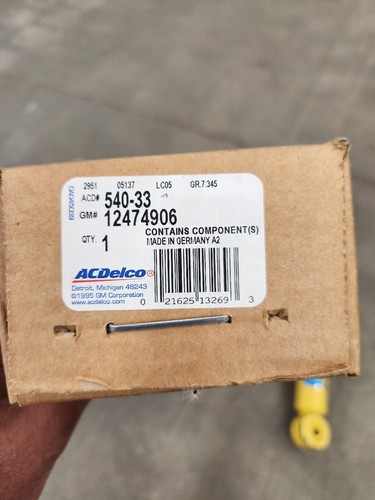 2951 05137 LC05 GR.7.345
ACD# 540-33
GM# 12474906
CONTAINS COMPONENT(S)
QTY. 1 MADE IN GERMANY A2
ACDelco®
Detroit, Michigan 48243
©1995 GM Corporation
www.acdelco.com
0 21625 13269 3